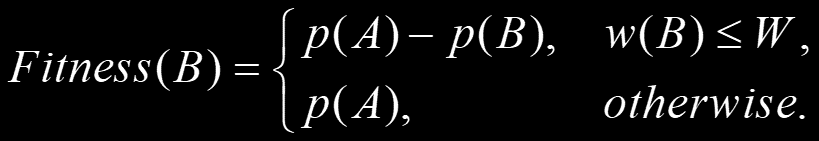 Fitness(B) = { p(A) − p(B), w(B) ≤ W,
p(A), otherwise.